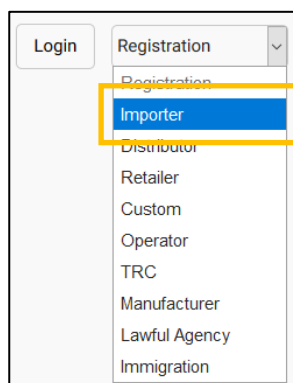 Login Registration
Registration
Importer
Distributor
Retailer
Custom
Operator
TRC
Manufacturer
Lawful Agency
Immigration